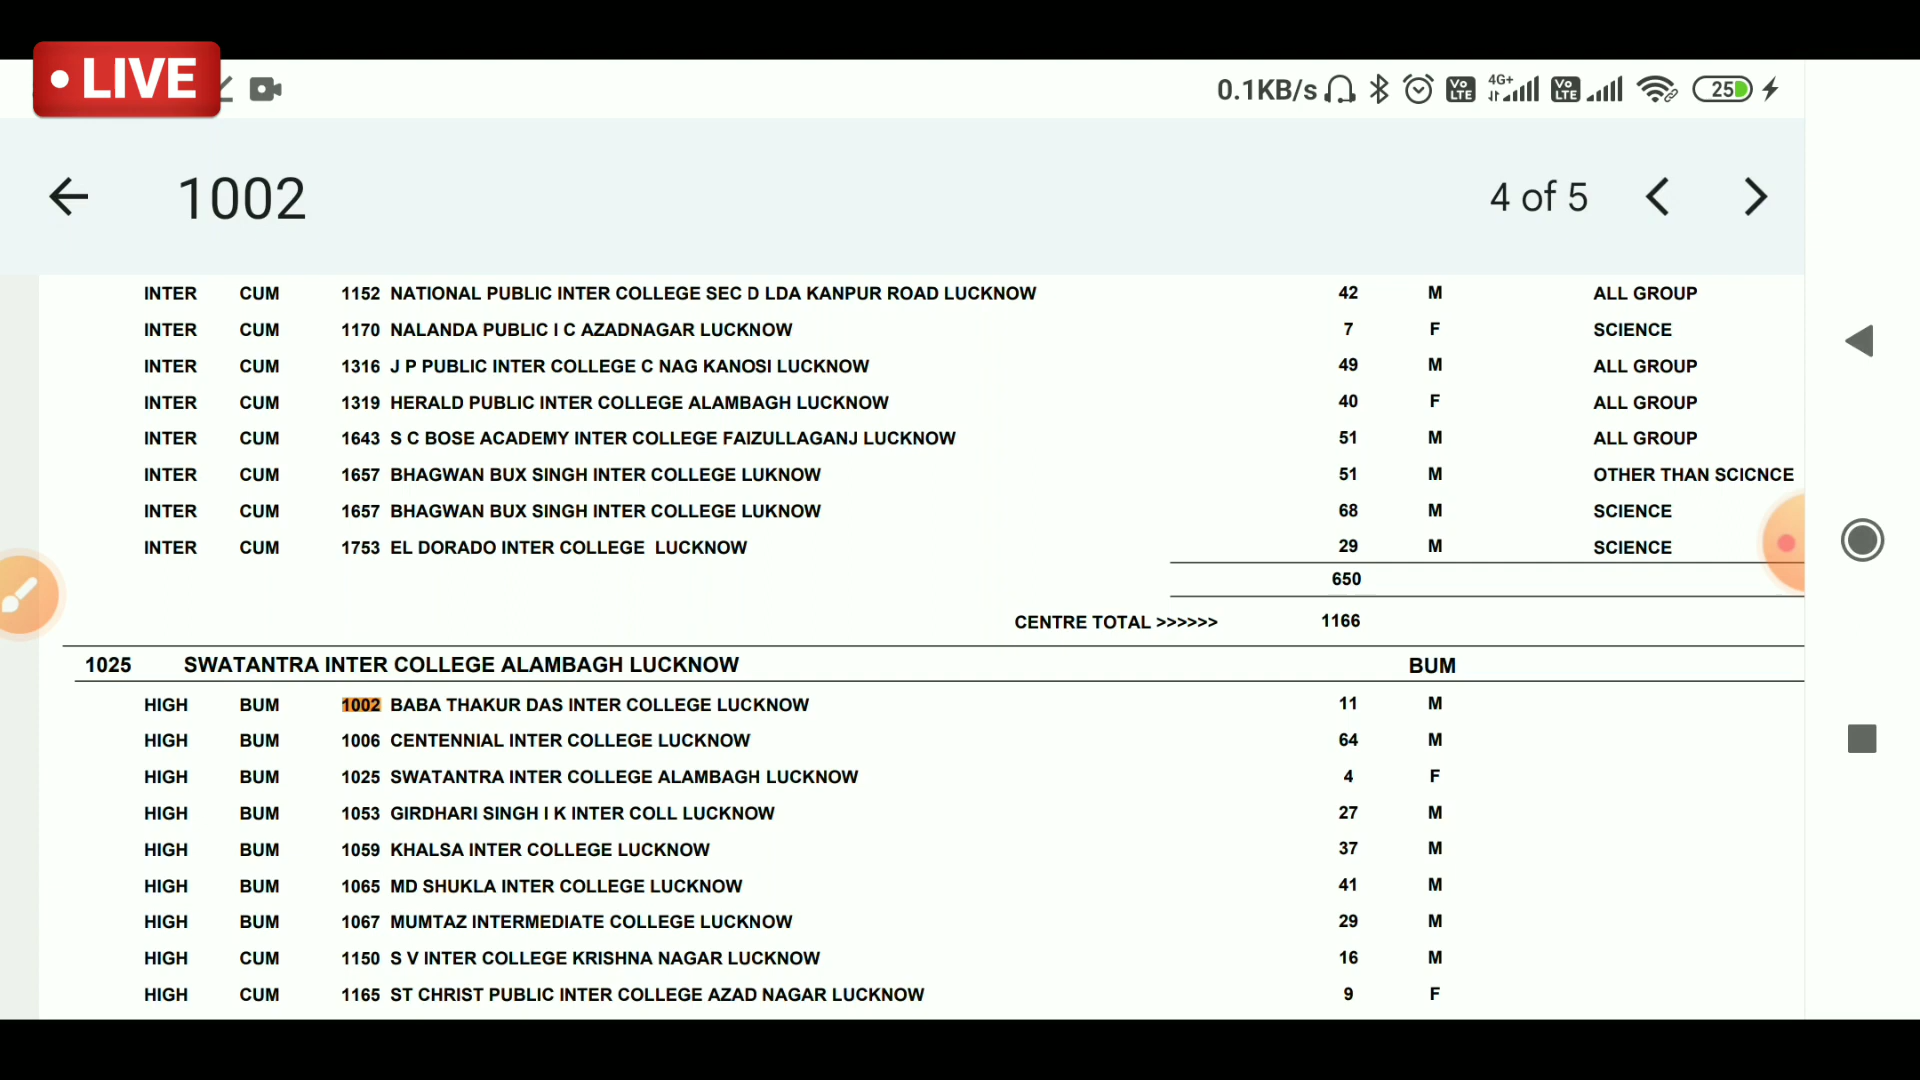 LIVE
0.1KB/s 4G+ VoLTE VoLTE 25
1002 4 of 5
INTER CUM 1152 NATIONAL PUBLIC INTER COLLEGE SEC D LDA KANPUR ROAD LUCKNOW 42 M ALL GROUP
INTER CUM 1170 NALANDA PUBLIC I C AZADNAGAR LUCKNOW 7 F SCIENCE
INTER CUM 1316 J P PUBLIC INTER COLLEGE C NAG KANOSI LUCKNOW 49 M ALL GROUP
INTER CUM 1319 HERALD PUBLIC INTER COLLEGE ALAMBAGH LUCKNOW 40 F ALL GROUP
INTER CUM 1643 S C BOSE ACADEMY INTER COLLEGE FAIZULLAGANJ LUCKNOW 51 M ALL GROUP
INTER CUM 1657 BHAGWAN BUX SINGH INTER COLLEGE LUKNOW 51 M OTHER THAN SCICNCE
INTER CUM 1657 BHAGWAN BUX SINGH INTER COLLEGE LUKNOW 68 M SCIENCE
INTER CUM 1753 EL DORADO INTER COLLEGE LUCKNOW 29 M SCIENCE
650
CENTRE TOTAL >>>>>> 1166
1025 SWATANTRA INTER COLLEGE ALAMBAGH LUCKNOW BUM
HIGH BUM 1002 BABA THAKUR DAS INTER COLLEGE LUCKNOW 11 M
HIGH BUM 1006 CENTENNIAL INTER COLLEGE LUCKNOW 64 M
HIGH BUM 1025 SWATANTRA INTER COLLEGE ALAMBAGH LUCKNOW 4 F
HIGH BUM 1053 GIRDHARI SINGH I K INTER COLL LUCKNOW 27 M
HIGH BUM 1059 KHALSA INTER COLLEGE LUCKNOW 37 M
HIGH BUM 1065 MD SHUKLA INTER COLLEGE LUCKNOW 41 M
HIGH BUM 1067 MUMTAZ INTERMEDIATE COLLEGE LUCKNOW 29 M
HIGH CUM 1150 S V INTER COLLEGE KRISHNA NAGAR LUCKNOW 16 M
HIGH CUM 1165 ST CHRIST PUBLIC INTER COLLEGE AZAD NAGAR LUCKNOW 9 F